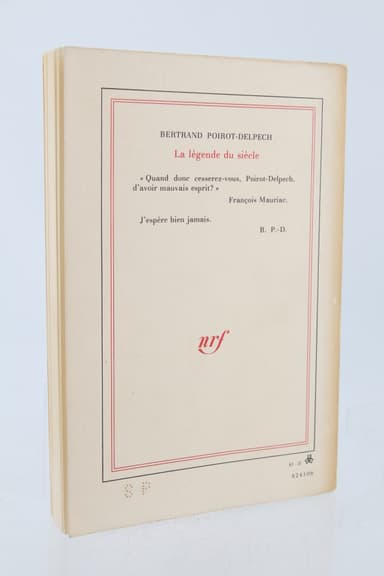 BERTRAND POIROT-DELPECH
La légende du siècle
« Quand donc cesserez-vous, Poirot-Delpech,
d'avoir mauvais esprit? »
François Mauriac.
J'espère bien jamais.
B. P.-D.
nrf
S P